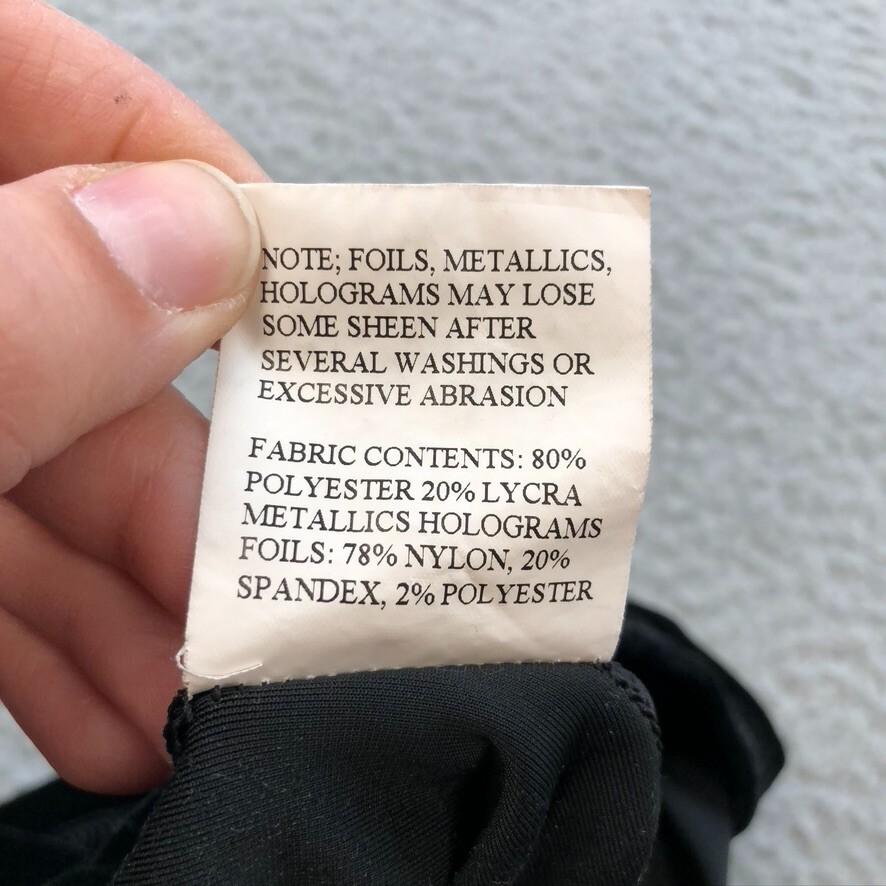 NOTE; FOILS, METALLICS,
HOLOGRAMS MAY LOSE
SOME SHEEN AFTER
SEVERAL WASHINGS OR
EXCESSIVE ABRASION
FABRIC CONTENTS: 80%
POLYESTER 20% LYCRA
METALLICS HOLOGRAMS
FOILS: 78% NYLON, 20%
SPANDEX, 2% POLYESTER